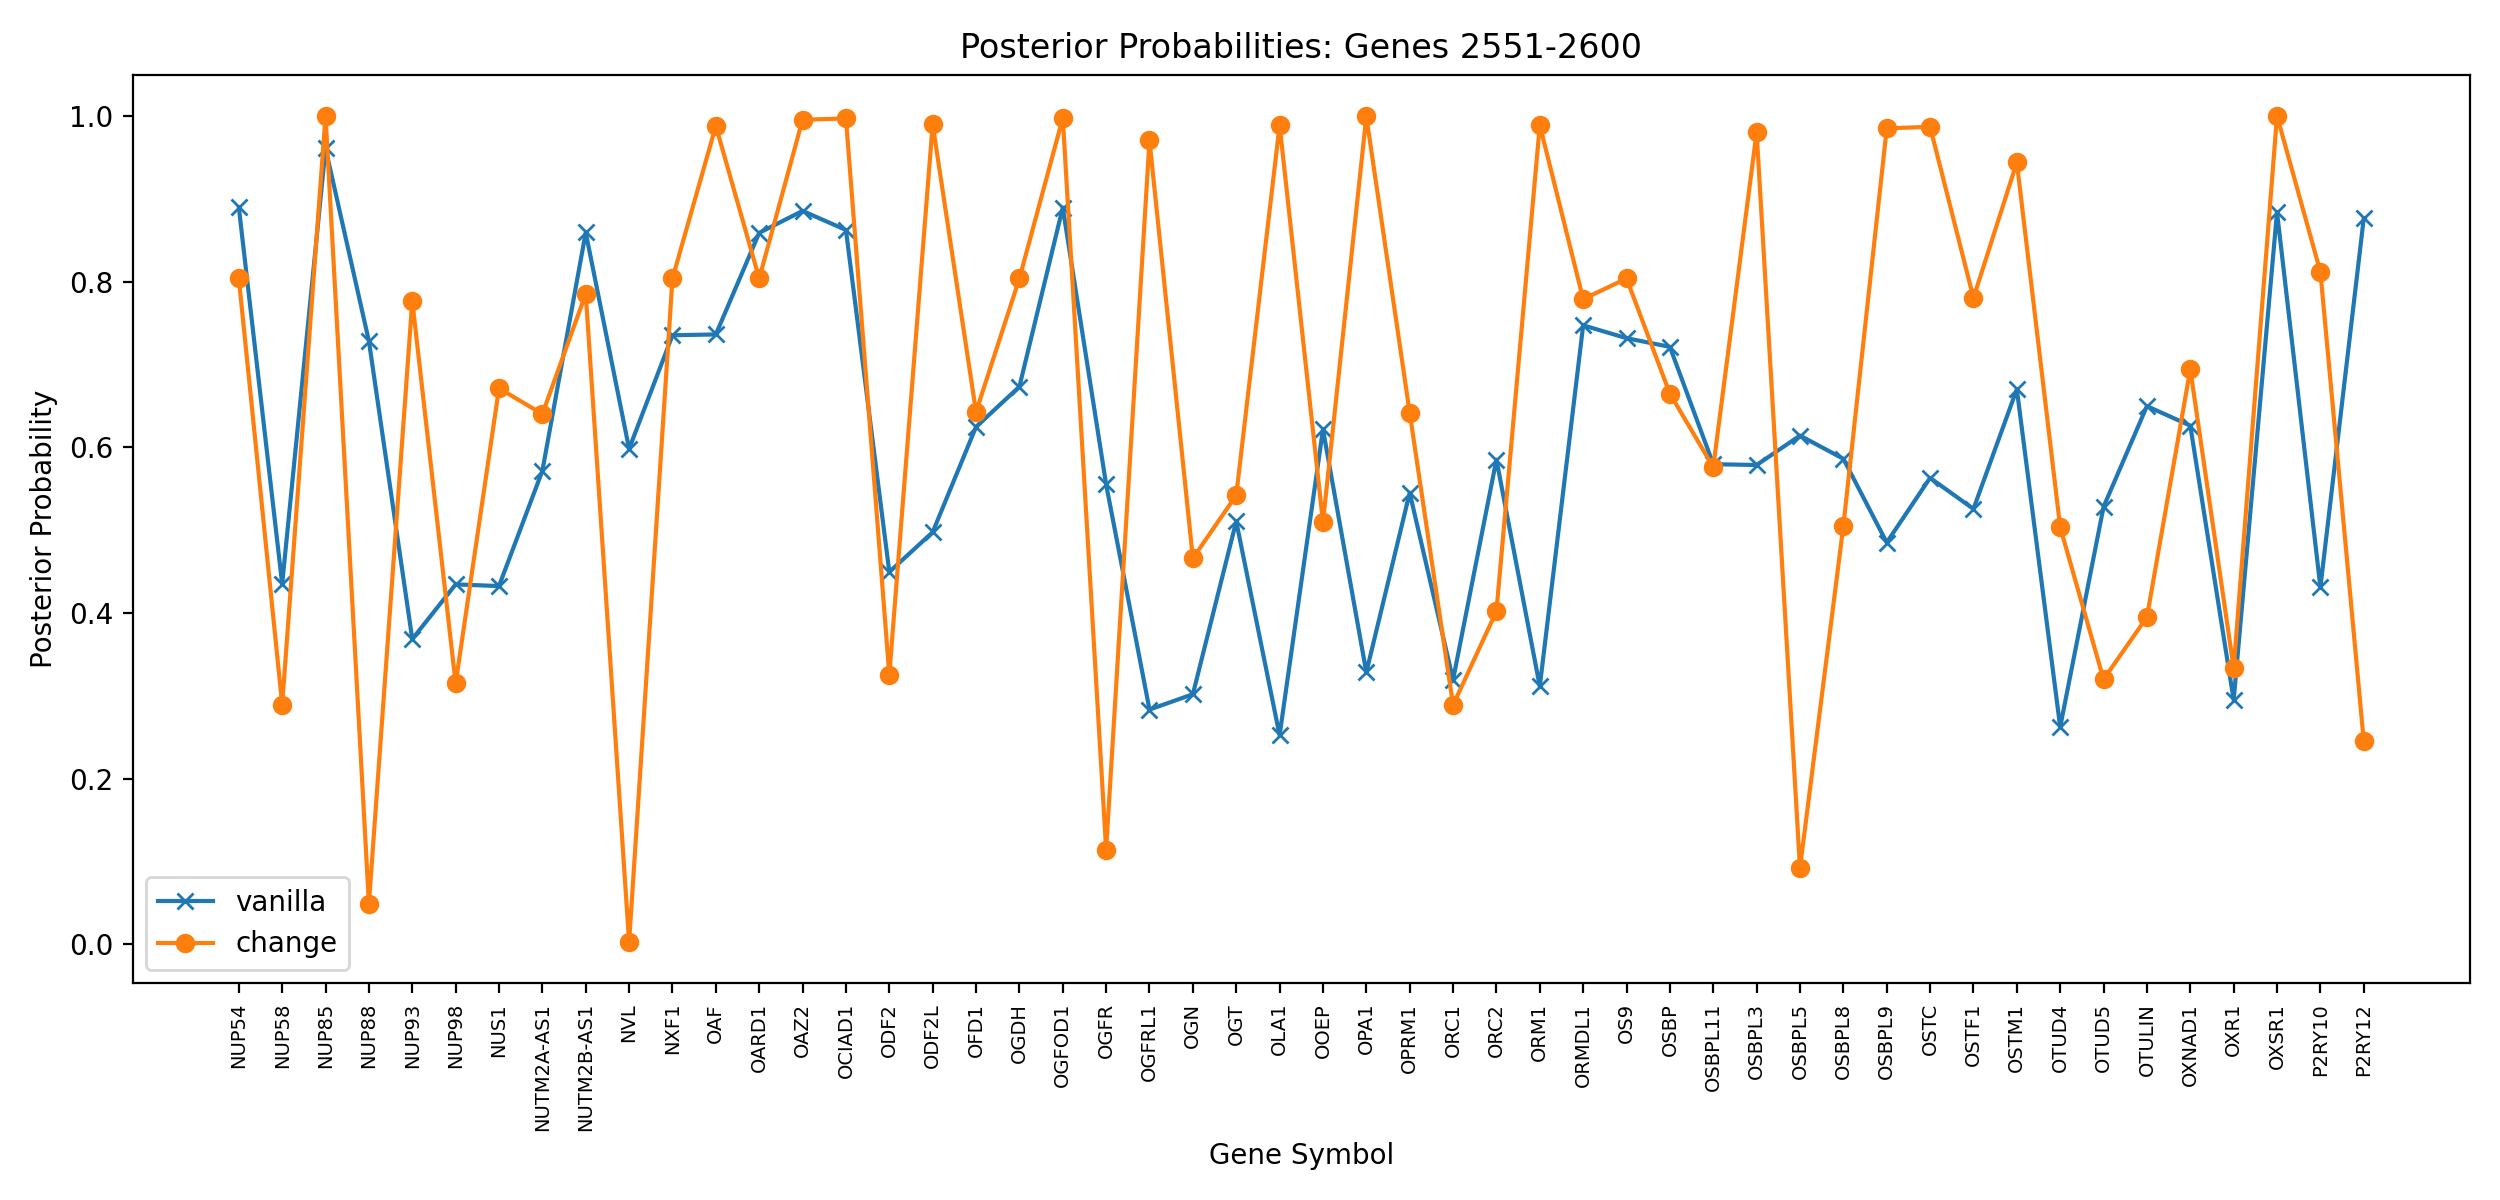 Posterior Probabilities: Genes 2551-2600
Posterior Probability
1.0
0.8
0.6
0.4
0.2
0.0
vanilla
change
NUP54
NUP58
NUP85
NUP88
NUP93
NUP98
NUS1
NUTM2A-AS1
NUTM2B-AS1
NVL
NXF1
OAF
OARD1
OAZ2
OCIAD1
ODF2
ODF2L
OFD1
OGDH
OGFOD1
OGFR
OGFRL1
OGN
OGT
OLA1
OOEP
OPA1
OPRM1
ORC1
ORC2
ORM1
ORMDL1
OS9
OSBP
OSBPL11
OSBPL3
OSBPL5
OSBPL8
OSBPL9
OSTC
OSTF1
OSTM1
OTUD4
OTUD5
OTULIN
OXNAD1
OXR1
OXSR1
P2RY10
P2RY12
Gene Symbol